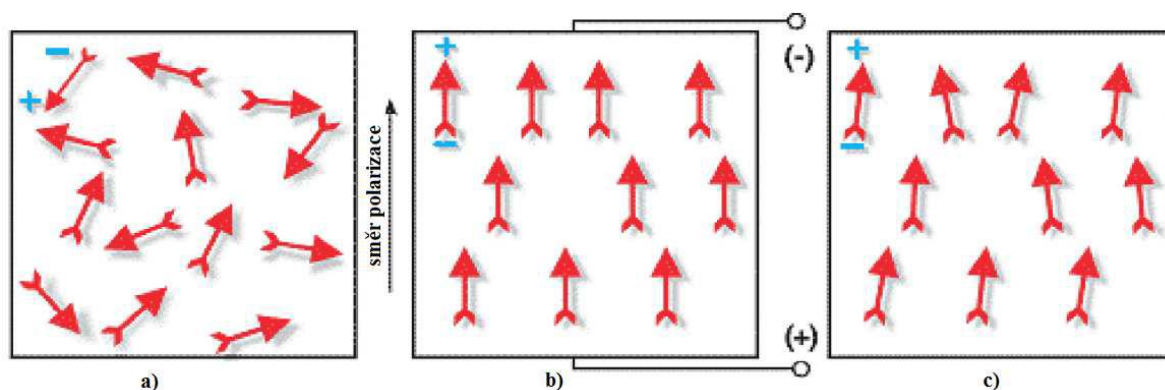 −
+
+
−
(-)
+
−
směr polarizace
(+)
a)
b)
c)